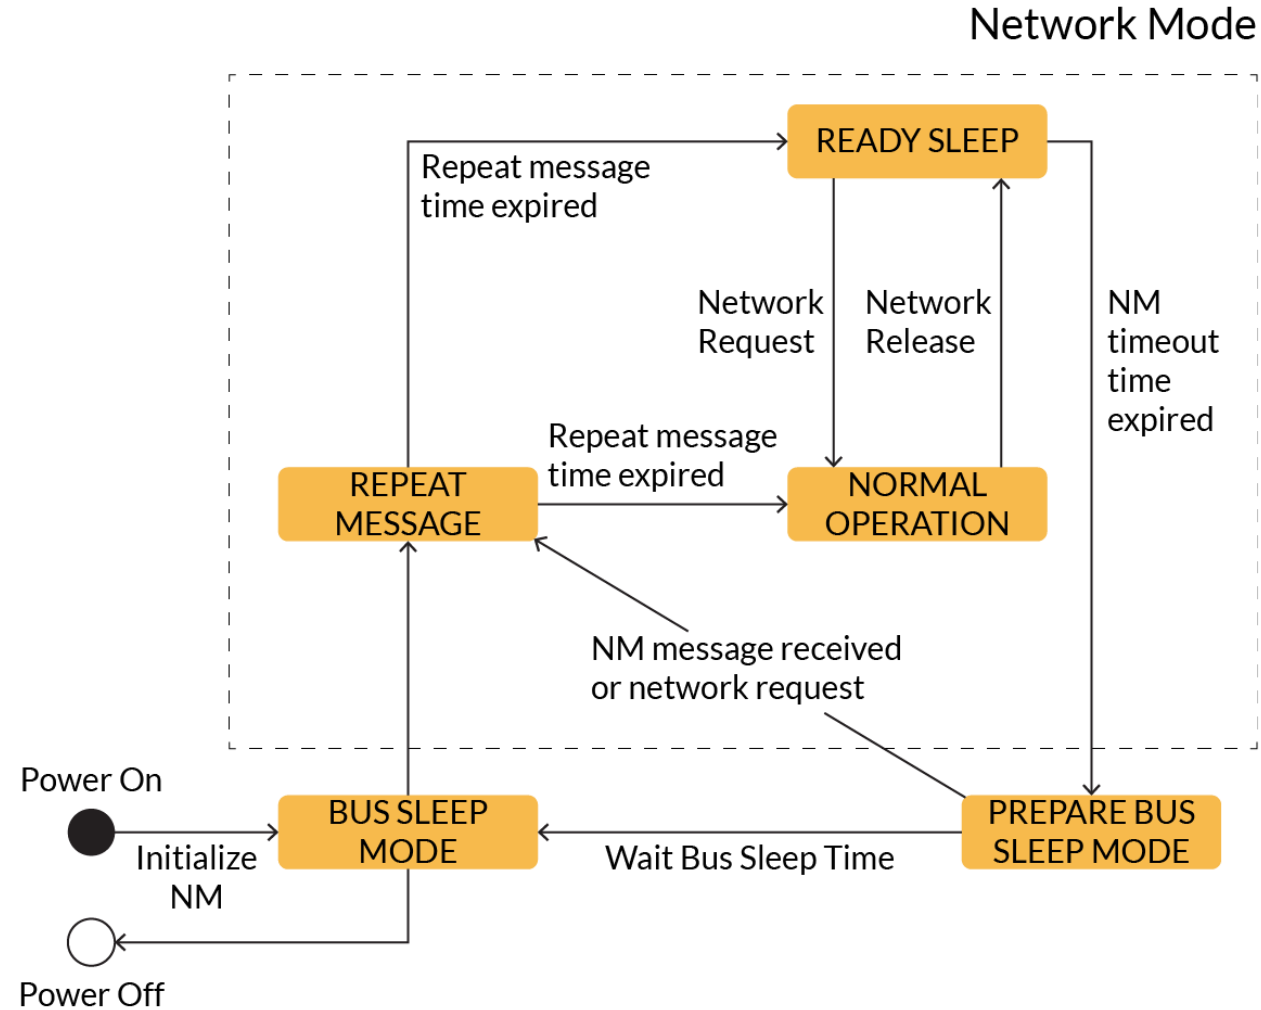 Network Mode
READY SLEEP
Repeat message
time expired
Network
Request
Network
Release
NM
timeout
time
expired
Repeat message
time expired
REPEAT
MESSAGE
NORMAL
OPERATION
NM message received
or network request
Power On
BUS SLEEP
MODE
PREPARE BUS
SLEEP MODE
Initialize
NM
Wait Bus Sleep Time
Power Off